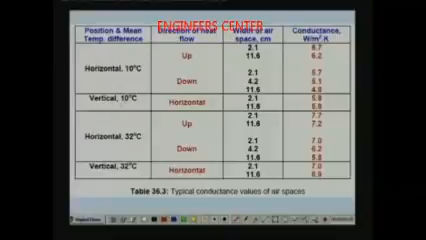 ENGINEERS CENTER
Position & Mean Temp. difference Direction of heat flow Width of air space, cm Conductance, W/m² K
Horizontal, 10°C Up 2.1 6.7
11.6 6.2
Down 2.1 5.7
4.2 5.1
11.6 4.8
Vertical, 10°C Horizontal 2.1 5.8
11.6 5.8
Horizontal, 32°C Up 2.1 7.7
11.6 7.2
Down 2.1 7.0
4.2 6.2
11.6 5.8
Vertical, 32°C Horizontal 2.1 7.0
11.6 6.9
Table 36.3: Typical conductance values of air spaces